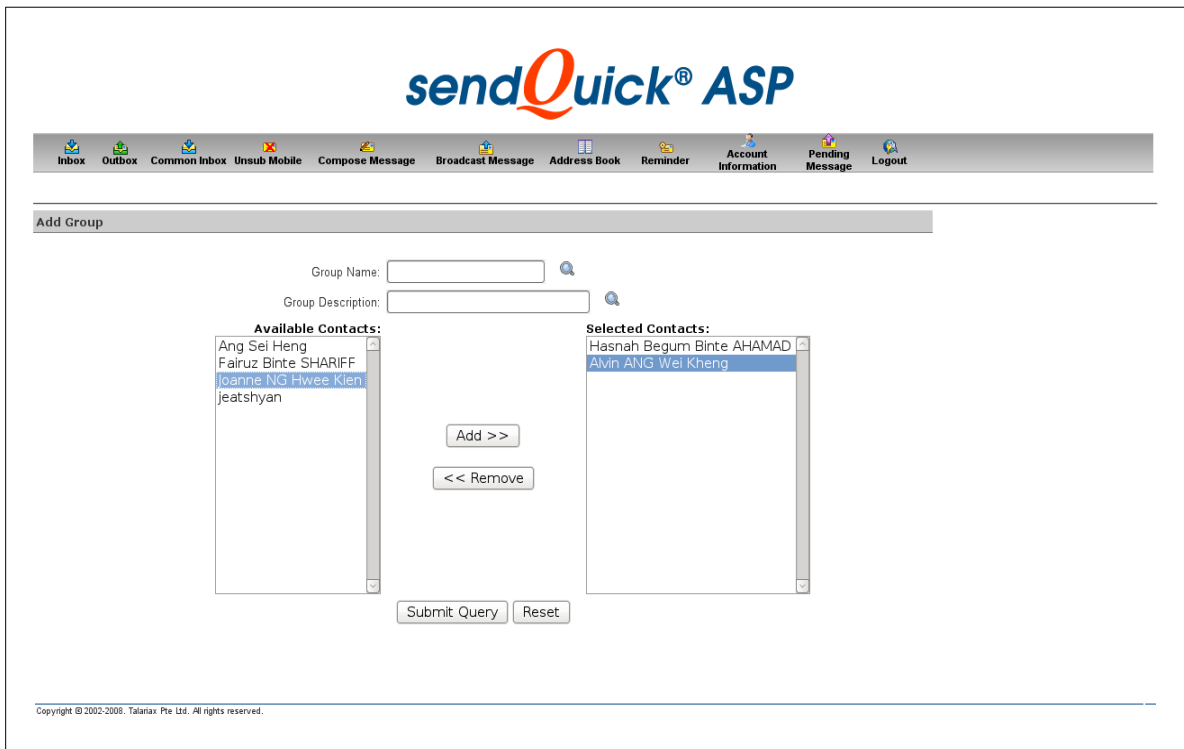 sendQuick® ASP
Inbox Outbox Common Inbox Unsub Mobile Compose Message Broadcast Message Address Book Reminder Account Information Pending Message Logout
Add Group
Group Name:
Group Description:
Available Contacts: Selected Contacts:
Ang Sei Heng Hasnah Begum Binte AHAMAD
Fairuz Binte SHARIFF Alvin ANG Wei Kheng
Joanne NG Hwee Kien
jeatshyan
Add >>
<< Remove
Submit Query Reset
Copyright © 2002-2008. Talariax Pte Ltd. All rights reserved.